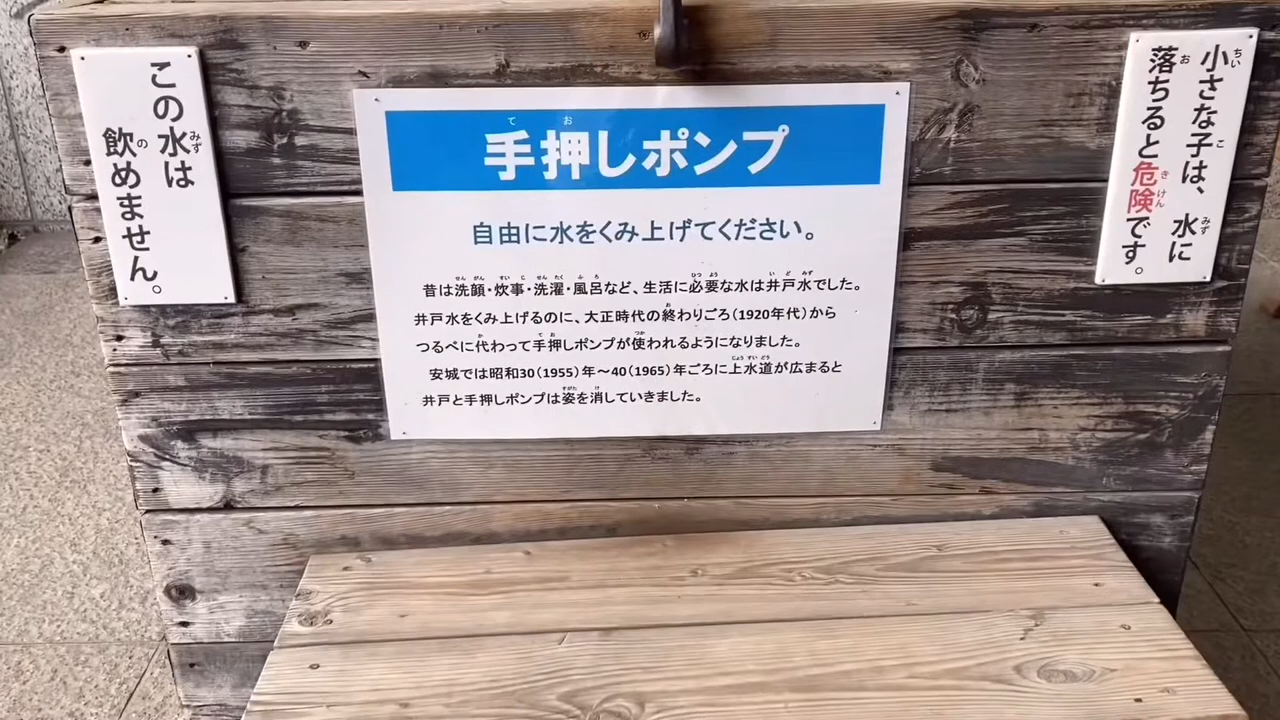 この水は
飲めません。
手押しポンプ
自由に水をくみ上げてください。
昔は洗顔・炊事・洗濯・風呂など、生活に必要な水は井戸水でした。
井戸水をくみ上げるのに、大正時代の終わりごろ(1920年代)から
つるべに代わって手押しポンプが使われるようになりました。
安城では昭和30(1955)年～40(1965)年ごろに上水道が広まると
井戸と手押しポンプは姿を消していきました。
小さな子は、水に
落ちると危険です。